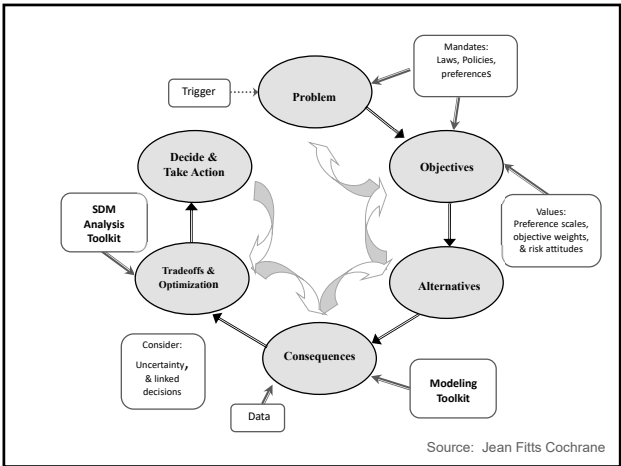 Mandates:
Laws, Policies,
preferences
Trigger
Problem
Decide &
Take Action
Objectives
SDM
Analysis
Toolkit
Values:
Preference scales,
objective weights,
& risk attitudes
Tradeoffs &
Optimization
Alternatives
Consider:
Uncertainty,
& linked
decisions
Consequences
Modeling
Toolkit
Data
Source: Jean Fitts Cochrane